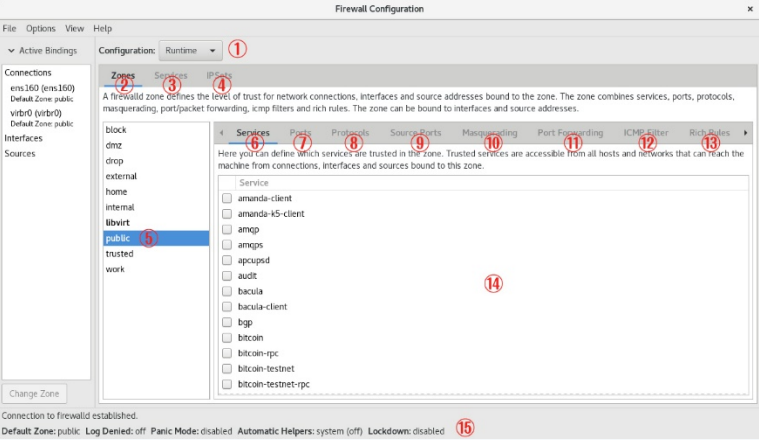 Firewall Configuration ×
File Options View Help
Active Bindings
Configuration: Runtime ①
Connections
ens160 (ens160)
Default Zone: public
virbr0 (virbr0)
Default Zone: public
Interfaces
Sources
Change Zone
Zones Services IPSets
② ③ ④
A firewalld zone defines the level of trust for network connections, interfaces and source addresses bound to the zone. The zone combines services, ports, protocols,
masquerading, port/packet forwarding, icmp filters and rich rules. The zone can be bound to interfaces and source addresses.
block
dmz
drop
external
home
internal
libvirt
public ⑤
trusted
work
Services Ports Protocols Source Ports Masquerading Port Forwarding ICMP Filter Rich Rules
⑥ ⑦ ⑧ ⑨ ⑩ ⑪ ⑫ ⑬
Here you can define which services are trusted in the zone. Trusted services are accessible from all hosts and networks that can reach the
machine from connections, interfaces and sources bound to this zone.
Service
amanda-client
amanda-k5-client
amqp
amqps
apcupsd
audit
bacula
⑭
bacula-client
bgp
bitcoin
bitcoin-rpc
bitcoin-testnet
bitcoin-testnet-rpc
Connection to firewalld established.
Default Zone: public Log Denied: off Panic Mode: disabled Automatic Helpers: system (off) Lockdown: disabled ⑮